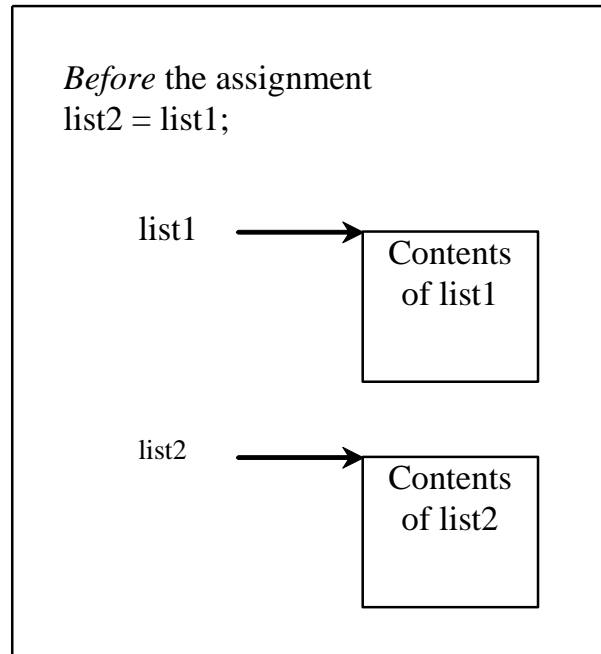 Before the assignment
list2 = list1;
list1
Contents
of list1
list2
Contents
of list2